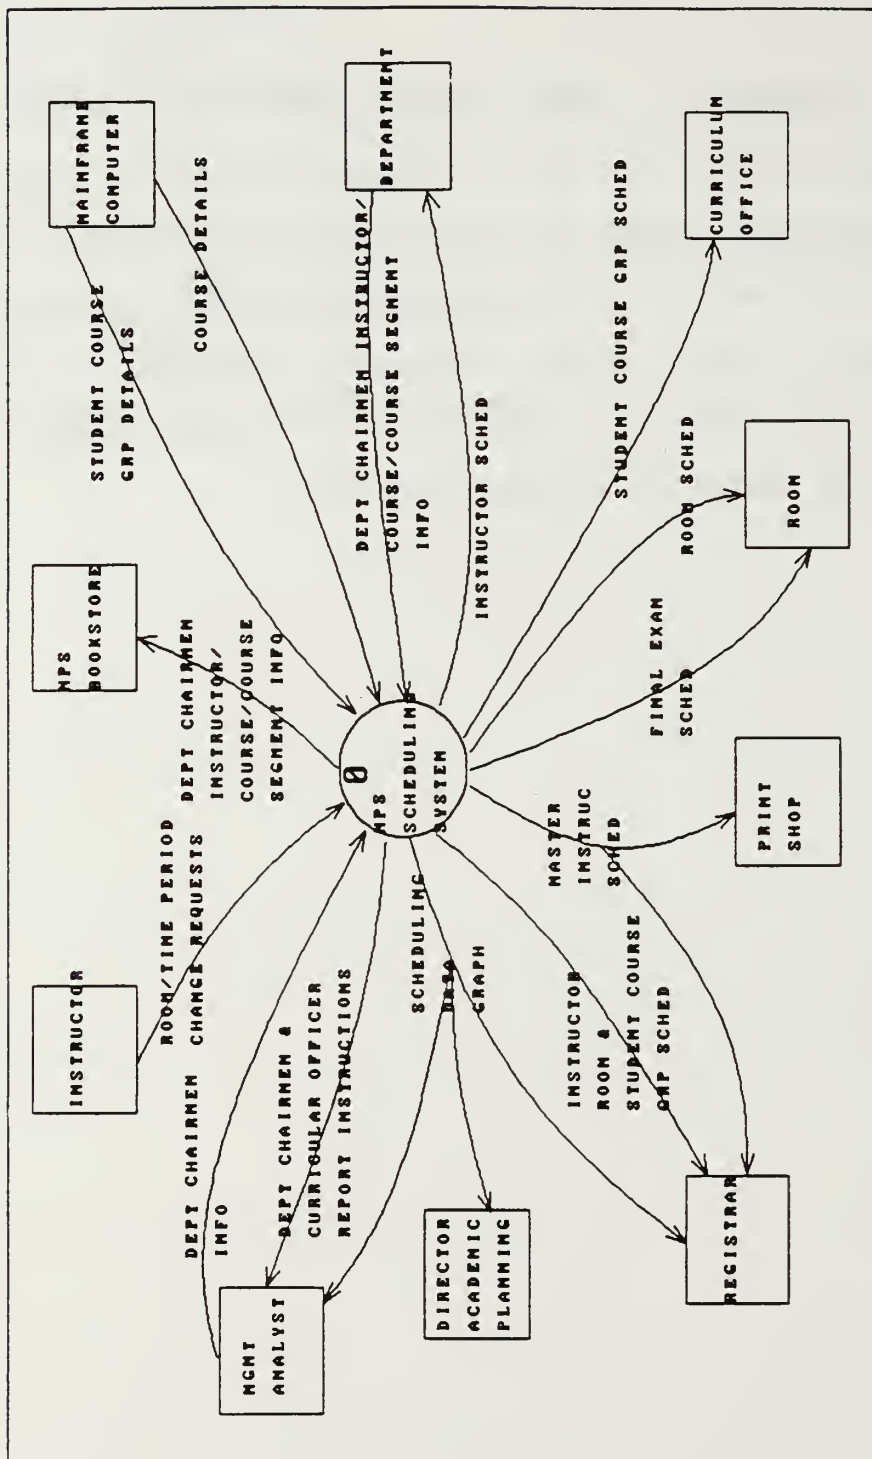 INSTRUCTOR
NPS
BOOKSTORE
MAINFRAME
COMPUTER
STUDENT COURSE
GRP DETAILS
COURSE DETAILS
ROOM/TIME PERIOD
CHANGE REQUESTS
DEPT CHAIRMEN
INSTRUCTOR/
COURSE/COURSE
SEGMENT INFO
DEPT CHAIRMEN
INFO
MGMT
ANALYST
DEPT CHAIRMEN &
CURRICULAR OFFICER
REPORT INSTRUCTIONS
0
NPS
SCHEDULING
SYSTEM
DEPT CHAIRMEN INSTRUCTOR/
COURSE/COURSE SEGMENT
INFO
DEPARTMENT
INSTRUCTOR SCHED
SCHEDULING
DATA
GRAPH
DIRECTOR
ACADEMIC
PLANNING
MASTER
INSTRUC
SCHED
INSTRUCTOR
ROOM &
STUDENT COURSE
GRP SCHED
STUDENT COURSE GRP SCHED
FINAL EXAM
SCHED
ROOM SCHED
REGISTRAR
PRINT
SHOP
ROOM
CURRICULUM
OFFICE